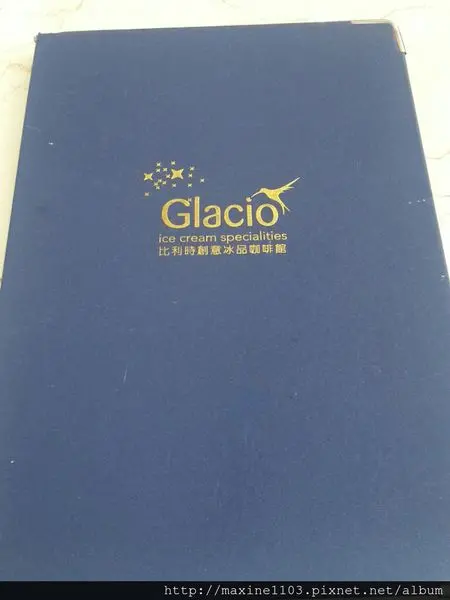 Glacio
ice cream specialities
比利時創意冰品咖啡館
http://maxine1103.pixnet.net/album